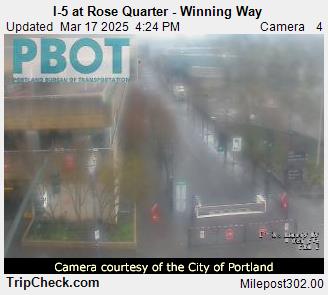 I-5 at Rose Quarter - Winning Way
Updated Mar 17 2025 4:24 PM Camera 4
PBOT
PORTLAND BUREAU OF TRANSPORTATION
Camera courtesy of the City of Portland
TripCheck.com Milepost302.00